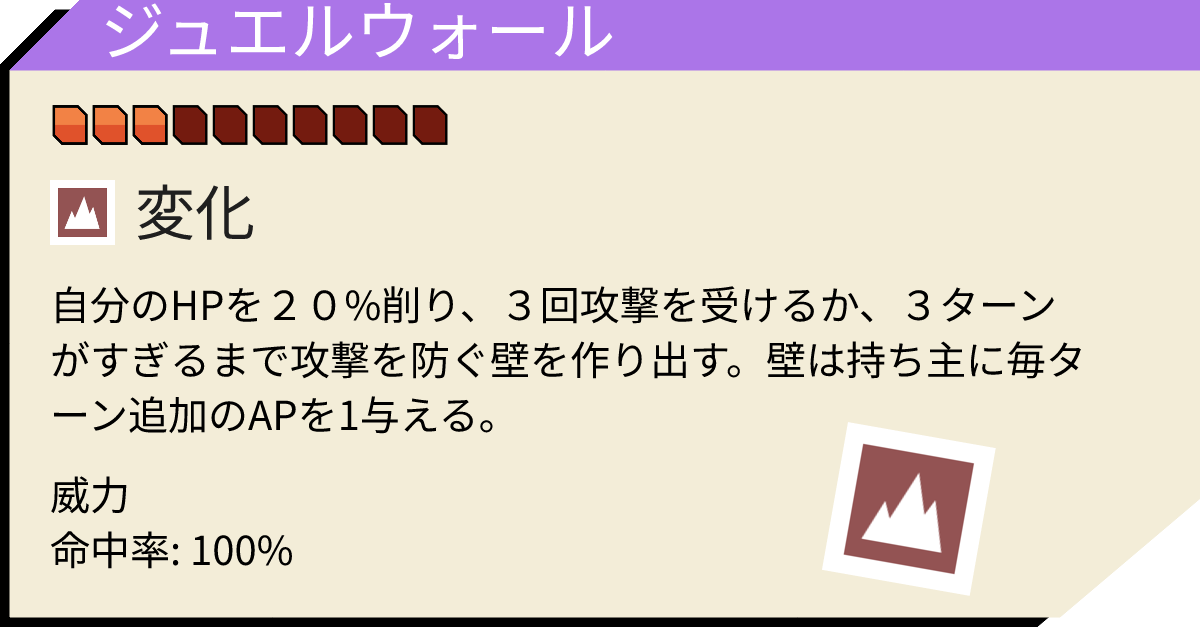 ジュエルウォール
変化
自分のHPを２０%削り、３回攻撃を受けるか、３ターン
がすぎるまで攻撃を防ぐ壁を作り出す。壁は持ち主に毎タ
ーン追加のAPを1与える。
威力
命中率: 100%